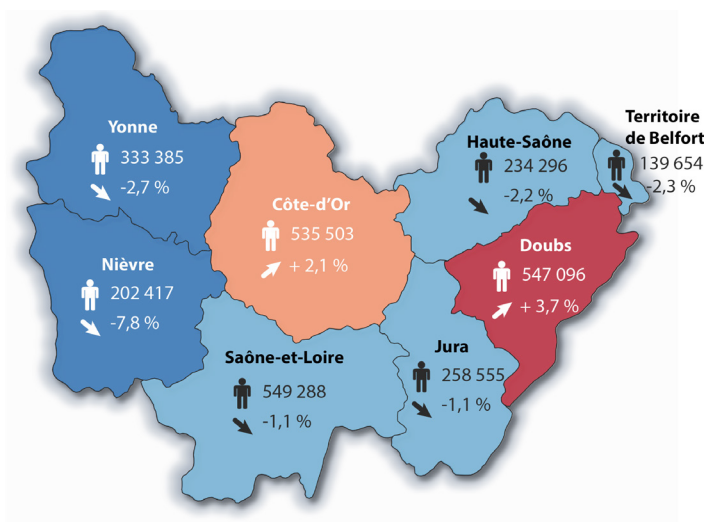 Yonne
333 385
-2,7 %
Nièvre
202 417
-7,8 %
Côte-d'Or
535 503
+ 2,1 %
Saône-et-Loire
549 288
-1,1 %
Jura
258 555
-1,1 %
Haute-Saône
234 296
-2,2 %
Territoire
de Belfort
139 654
-2,3 %
Doubs
547 096
+ 3,7 %